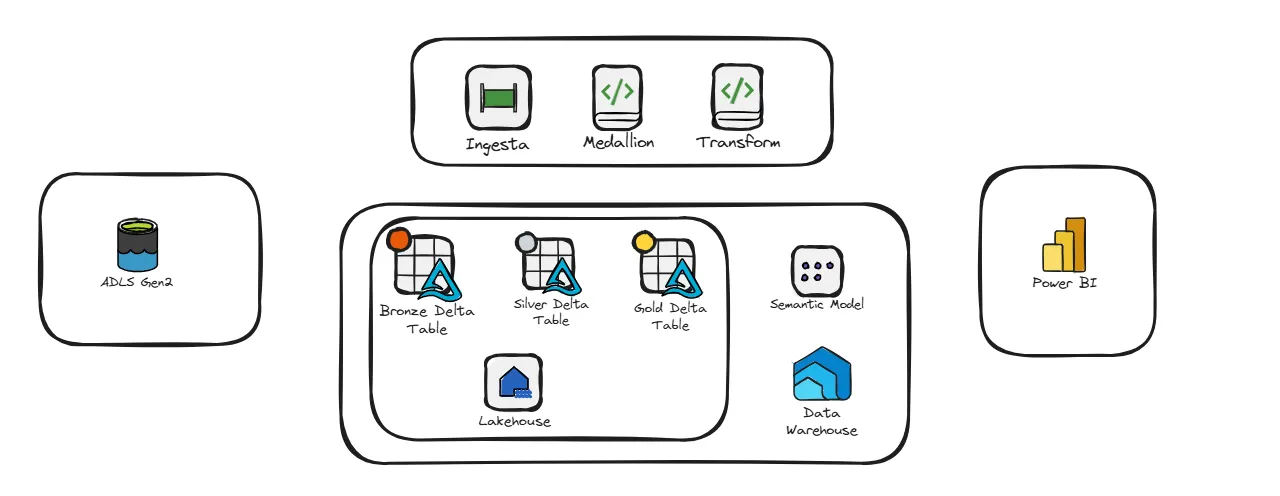 Ingesta
Medallion
Transform
ADLS Gen2
Bronze Delta
Table
Silver Delta
Table
Gold Delta
Table
Semantic Model
Power BI
Lakehouse
Data
Warehouse